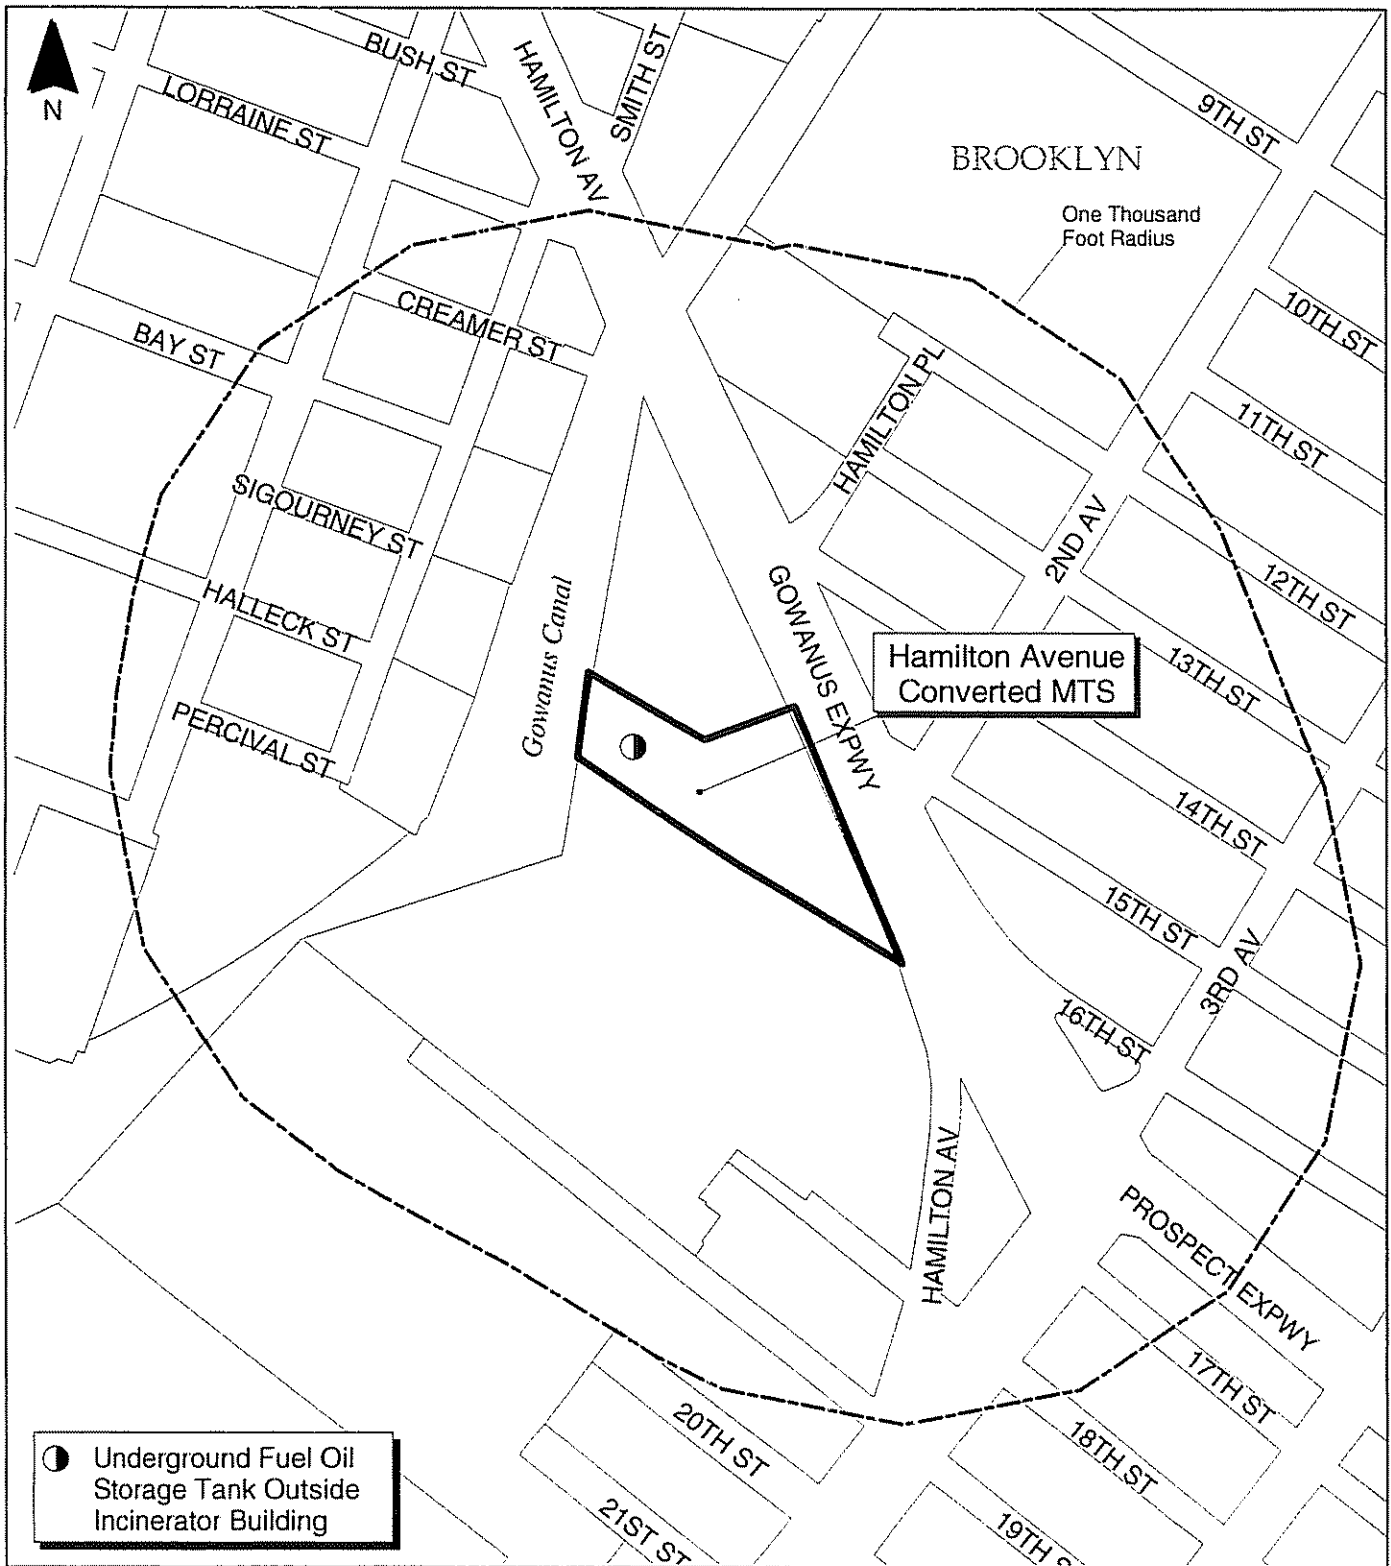 N
BUSH ST
HAMILTON AV
SMITH ST
LORRAINE ST
9TH ST
BROOKLYN
One Thousand
Foot Radius
CREAMER ST
BAY ST
10TH ST
HAMILTON PL
11TH ST
SIGOURNEY ST
2ND AV
12TH ST
HALLECK ST
Gowanus Canal
GOWANUS EXPWY
Hamilton Avenue
Converted MTS
13TH ST
PERCIVAL ST
14TH ST
15TH ST
3RD AV
16TH ST
HAMILTON AV
PROSPECT EXPWY
17TH ST
18TH ST
20TH ST
21ST ST
19TH S
Underground Fuel Oil
Storage Tank Outside
Incinerator Building